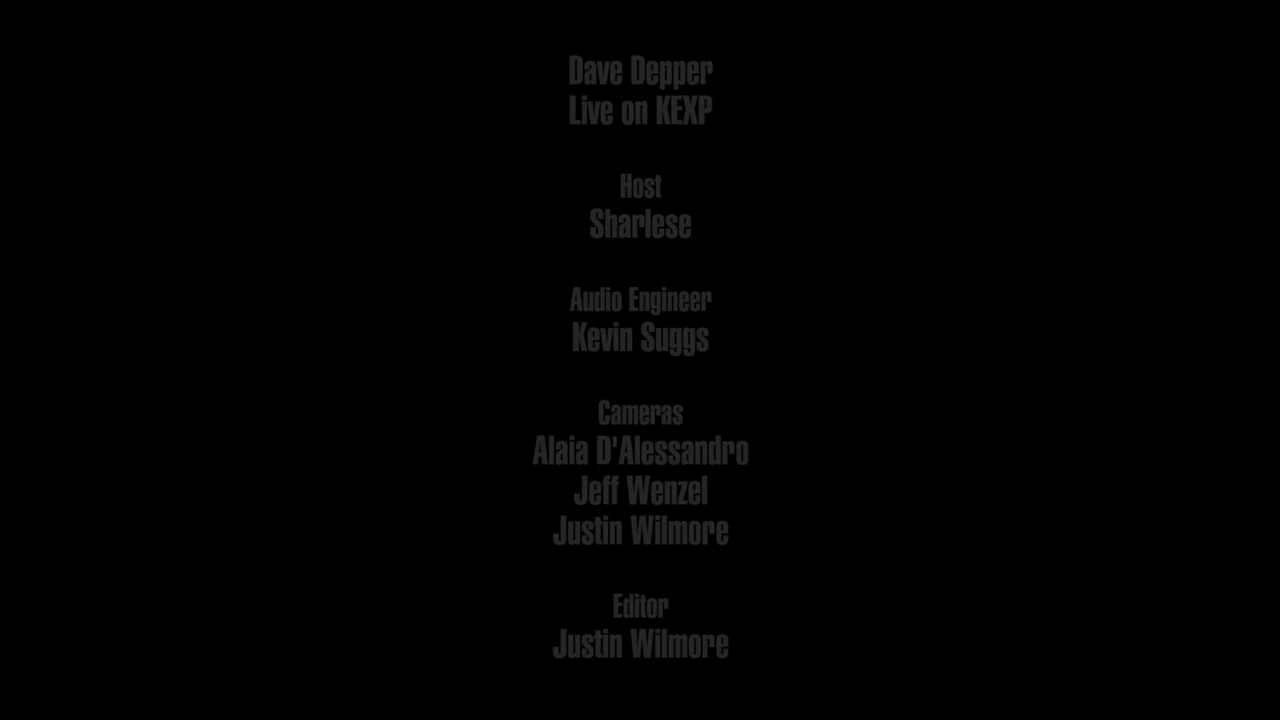 Dave Depper
Live on KEXP
Host
Sharlese
Audio Engineer
Kevin Suggs
Cameras
Alaia D'Alessandro
Jeff Wenzel
Justin Wilmore
Editor
Justin Wilmore